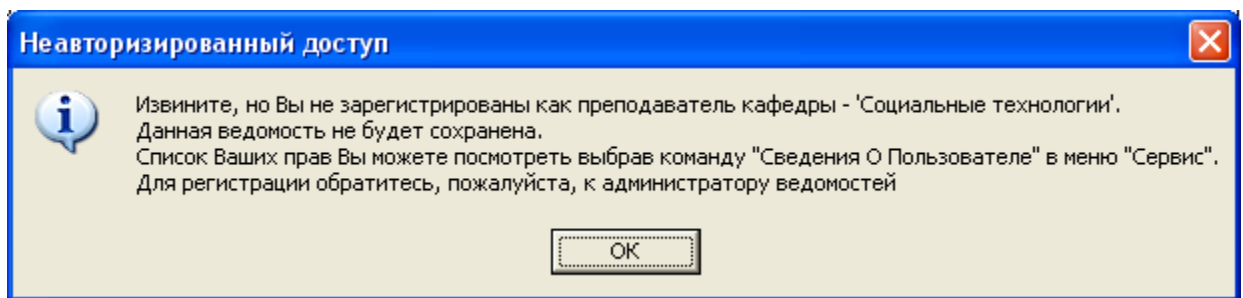 Неавторизированный доступ
Извините, но Вы не зарегистрированы как преподаватель кафедры - 'Социальные технологии'.
Данная ведомость не будет сохранена.
Список Ваших прав Вы можете посмотреть выбрав команду "Сведения О Пользователе" в меню "Сервис".
Для регистрации обратитесь, пожалуйста, к администратору ведомостей
ОК